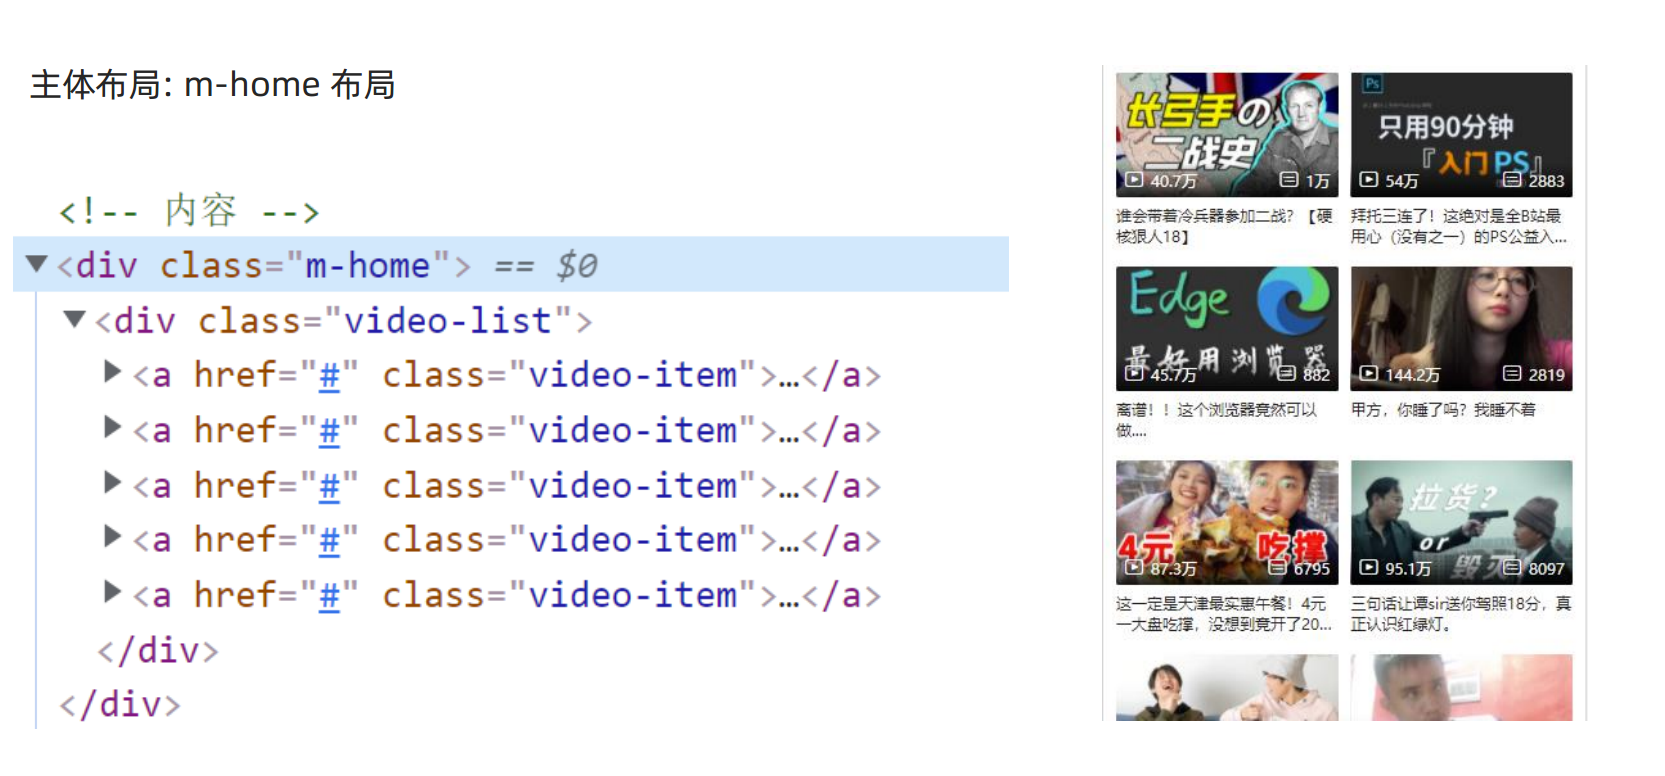 主体布局: m-home 布局
<!-- 内容 -->
<div class="m-home"> == $0
<div class="video-list">
<a href="#" class="video-item">…</a>
<a href="#" class="video-item">…</a>
<a href="#" class="video-item">…</a>
<a href="#" class="video-item">…</a>
<a href="#" class="video-item">…</a>
</div>
</div>
长弓手の
二战史
40.7万 1万
谁会带着冷兵器参加二战？【硬
核狠人18】
Ps
只用90分钟
『入门PS』
54万 2883
拜托三连了！这绝对是全B站最
用心（没有之一）的PS公益入...
Edge
最好用浏览器
45.7万 882
离谱！！这个浏览器竟然可以
做....
144.2万 2819
甲方，你睡了吗？我睡不着
4元 吃撑
87.3万 6795
这一定是天津最实惠午餐！4元
一大盘吃撑，没想到竟开了20...
拉货?
or
毁灭
95.1万 8097
三句话让谭sir送你驾照18分，真
正认识红绿灯。